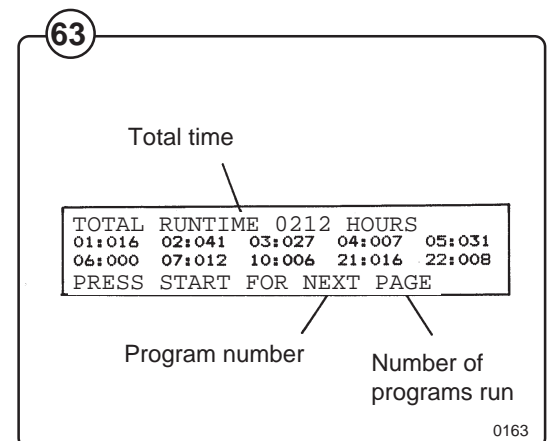 63
Total time
TOTAL RUNTIME 0212 HOURS
01:016 02:041 03:027 04:007 05:031
06:000 07:012 10:006 21:016 22:008
PRESS START FOR NEXT PAGE
Program number
Number of
programs run
0163